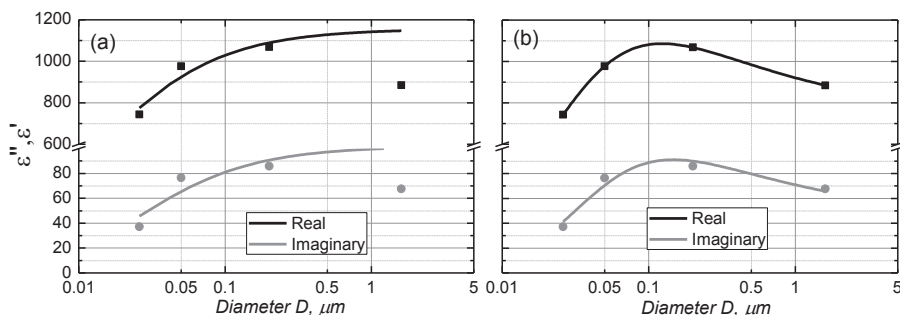 ε'',ε'
1200
1000
800
600
80
60
40
20
0
(a)
Real
Imaginary
0.01
0.05
0.1
0.5
1
5
Diameter D, μm
(b)
Real
Imaginary
0.01
0.05
0.1
0.5
1
5
Diameter D, μm